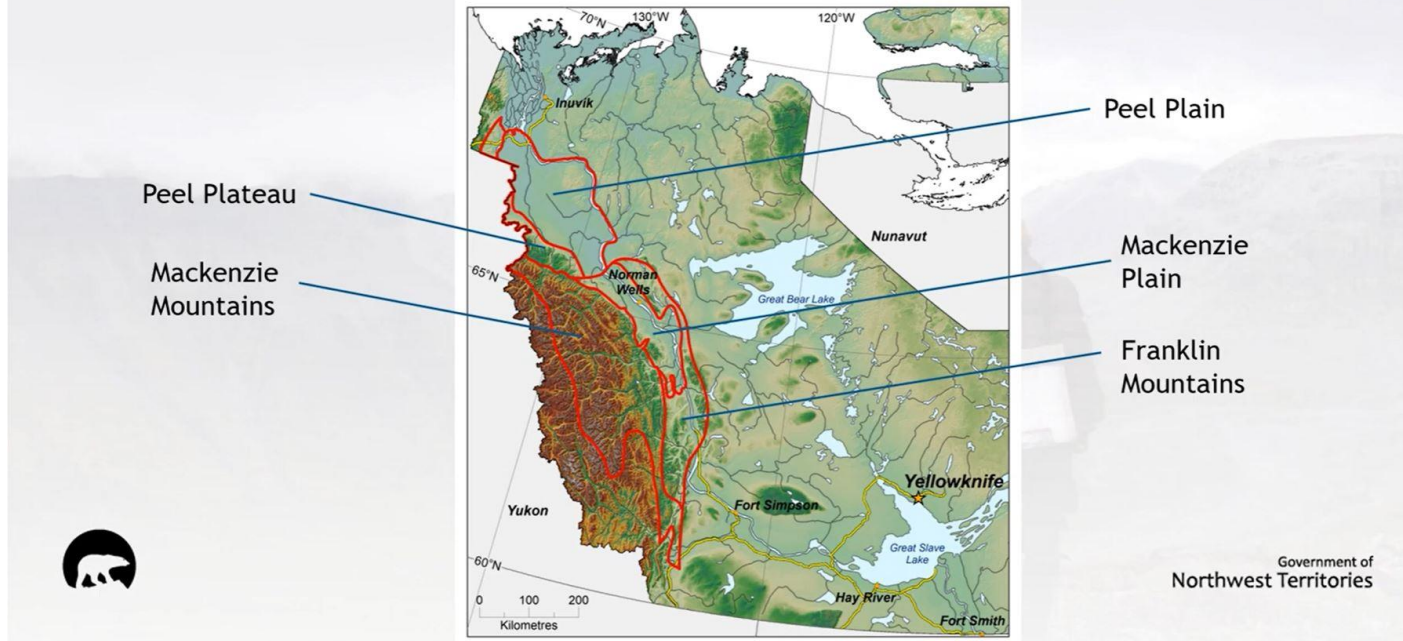 70°N
130°W
120°W
Inuvik
Peel Plain
Peel Plateau
Nunavut
Mackenzie
Plain
Mackenzie
Mountains
65°N
Norman
Wells
Great Bear Lake
Franklin
Mountains
Yellowknife
Fort Simpson
Yukon
Great Slave
Lake
60°N
Government of
Northwest Territories
Hay River
0 100 200
Kilometres
Fort Smith